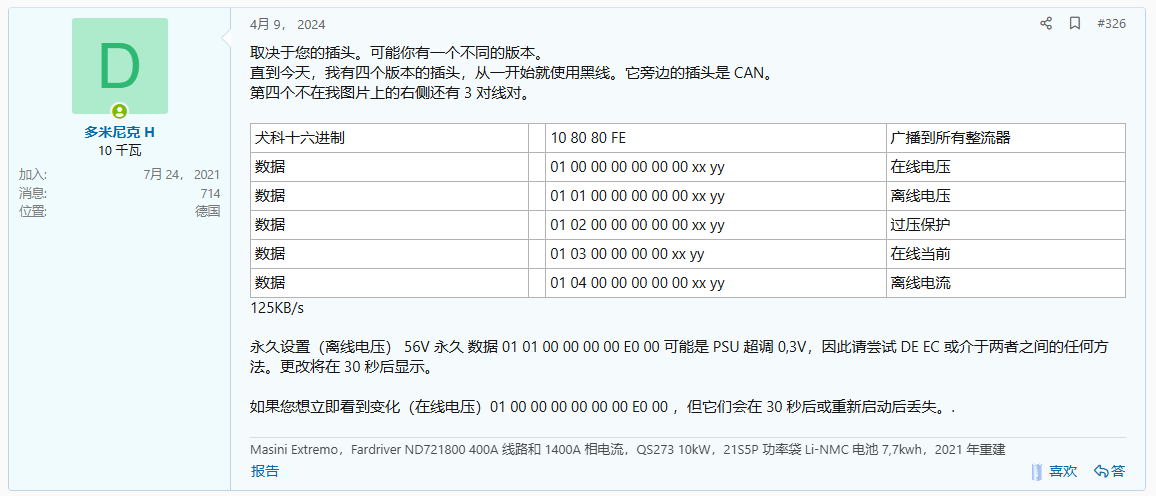 4月 9， 2024
#326
取决于您的插头。可能你有一个不同的版本。
直到今天，我有四个版本的插头，从一开始就使用黑线。它旁边的插头是 CAN。
第四个不在我图片上的右侧还有 3 对线对。
D
多米尼克 H
10 千瓦
加入: 7月 24， 2021
消息: 714
位置: 德国
犬科十六进制 10 80 80 FE 广播到所有整流器
数据 01 00 00 00 00 00 00 xx yy 在线电压
数据 01 01 00 00 00 00 00 xx yy 离线电压
数据 01 02 00 00 00 00 00 xx yy 过压保护
数据 01 03 00 00 00 00 xx yy 在线当前
数据 01 04 00 00 00 00 00 xx yy 离线电流
125KB/s
永久设置（离线电压） 56V 永久 数据 01 01 00 00 00 00 E0 00 可能是 PSU 超调 0,3V，因此请尝试 DE EC 或介于两者之间的任何方
法。更改将在 30 秒后显示。
如果您想立即看到变化（在线电压）01 00 00 00 00 00 00 E0 00 ，但它们会在 30 秒后或重新启动后丢失。.
Masini Extremo，Fardriver ND721800 400A 线路和 1400A 相电流，QS273 10kW，21S5P 功率袋 Li-NMC 电池 7,7kwh，2021 年重建
报告
喜欢 答